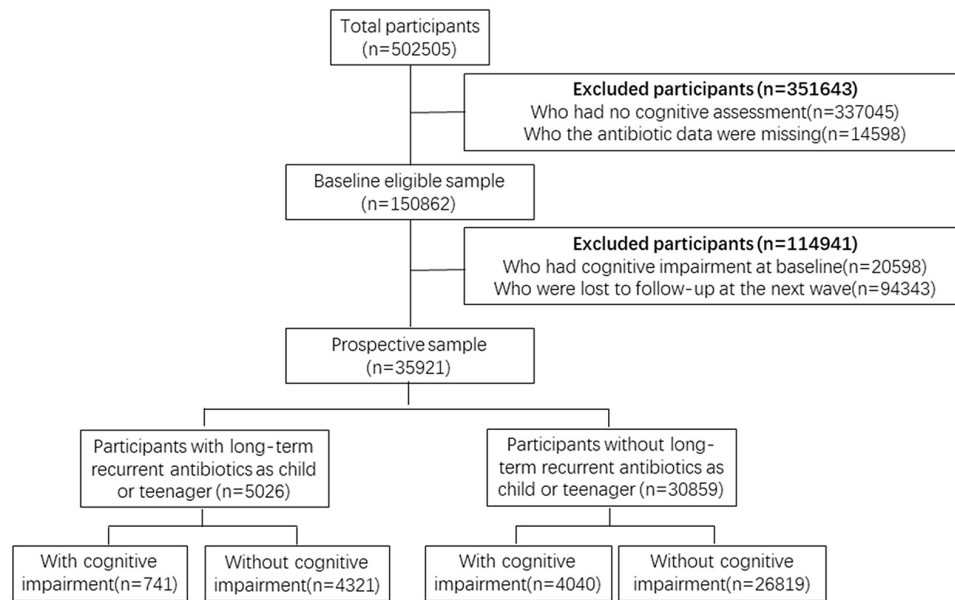 Total participants
(n=502505)
Excluded participants (n=351643)
Who had no cognitive assessment(n=337045)
Who the antibiotic data were missing(n=14598)
Baseline eligible sample
(n=150862)
Excluded participants (n=114941)
Who had cognitive impairment at baseline(n=20598)
Who were lost to follow-up at the next wave(n=94343)
Prospective sample
(n=35921)
Participants with long-term
recurrent antibiotics as child
or teenager (n=5026)
Participants without long-
term recurrent antibiotics as
child or teenager (n=30859)
With cognitive
impairment(n=741)
Without cognitive
impairment(n=4321)
With cognitive
impairment(n=4040)
Without cognitive
impairment(n=26819)